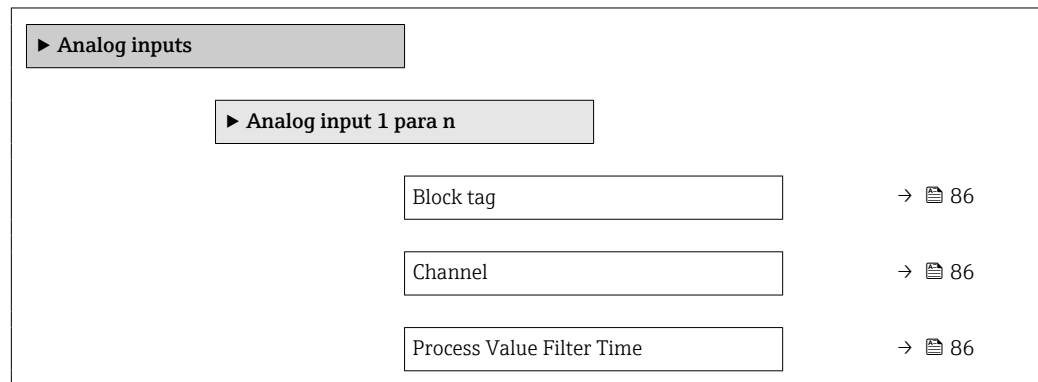 ▶ Analog inputs
▶ Analog input 1 para n
Block tag → 86
Channel → 86
Process Value Filter Time → 86